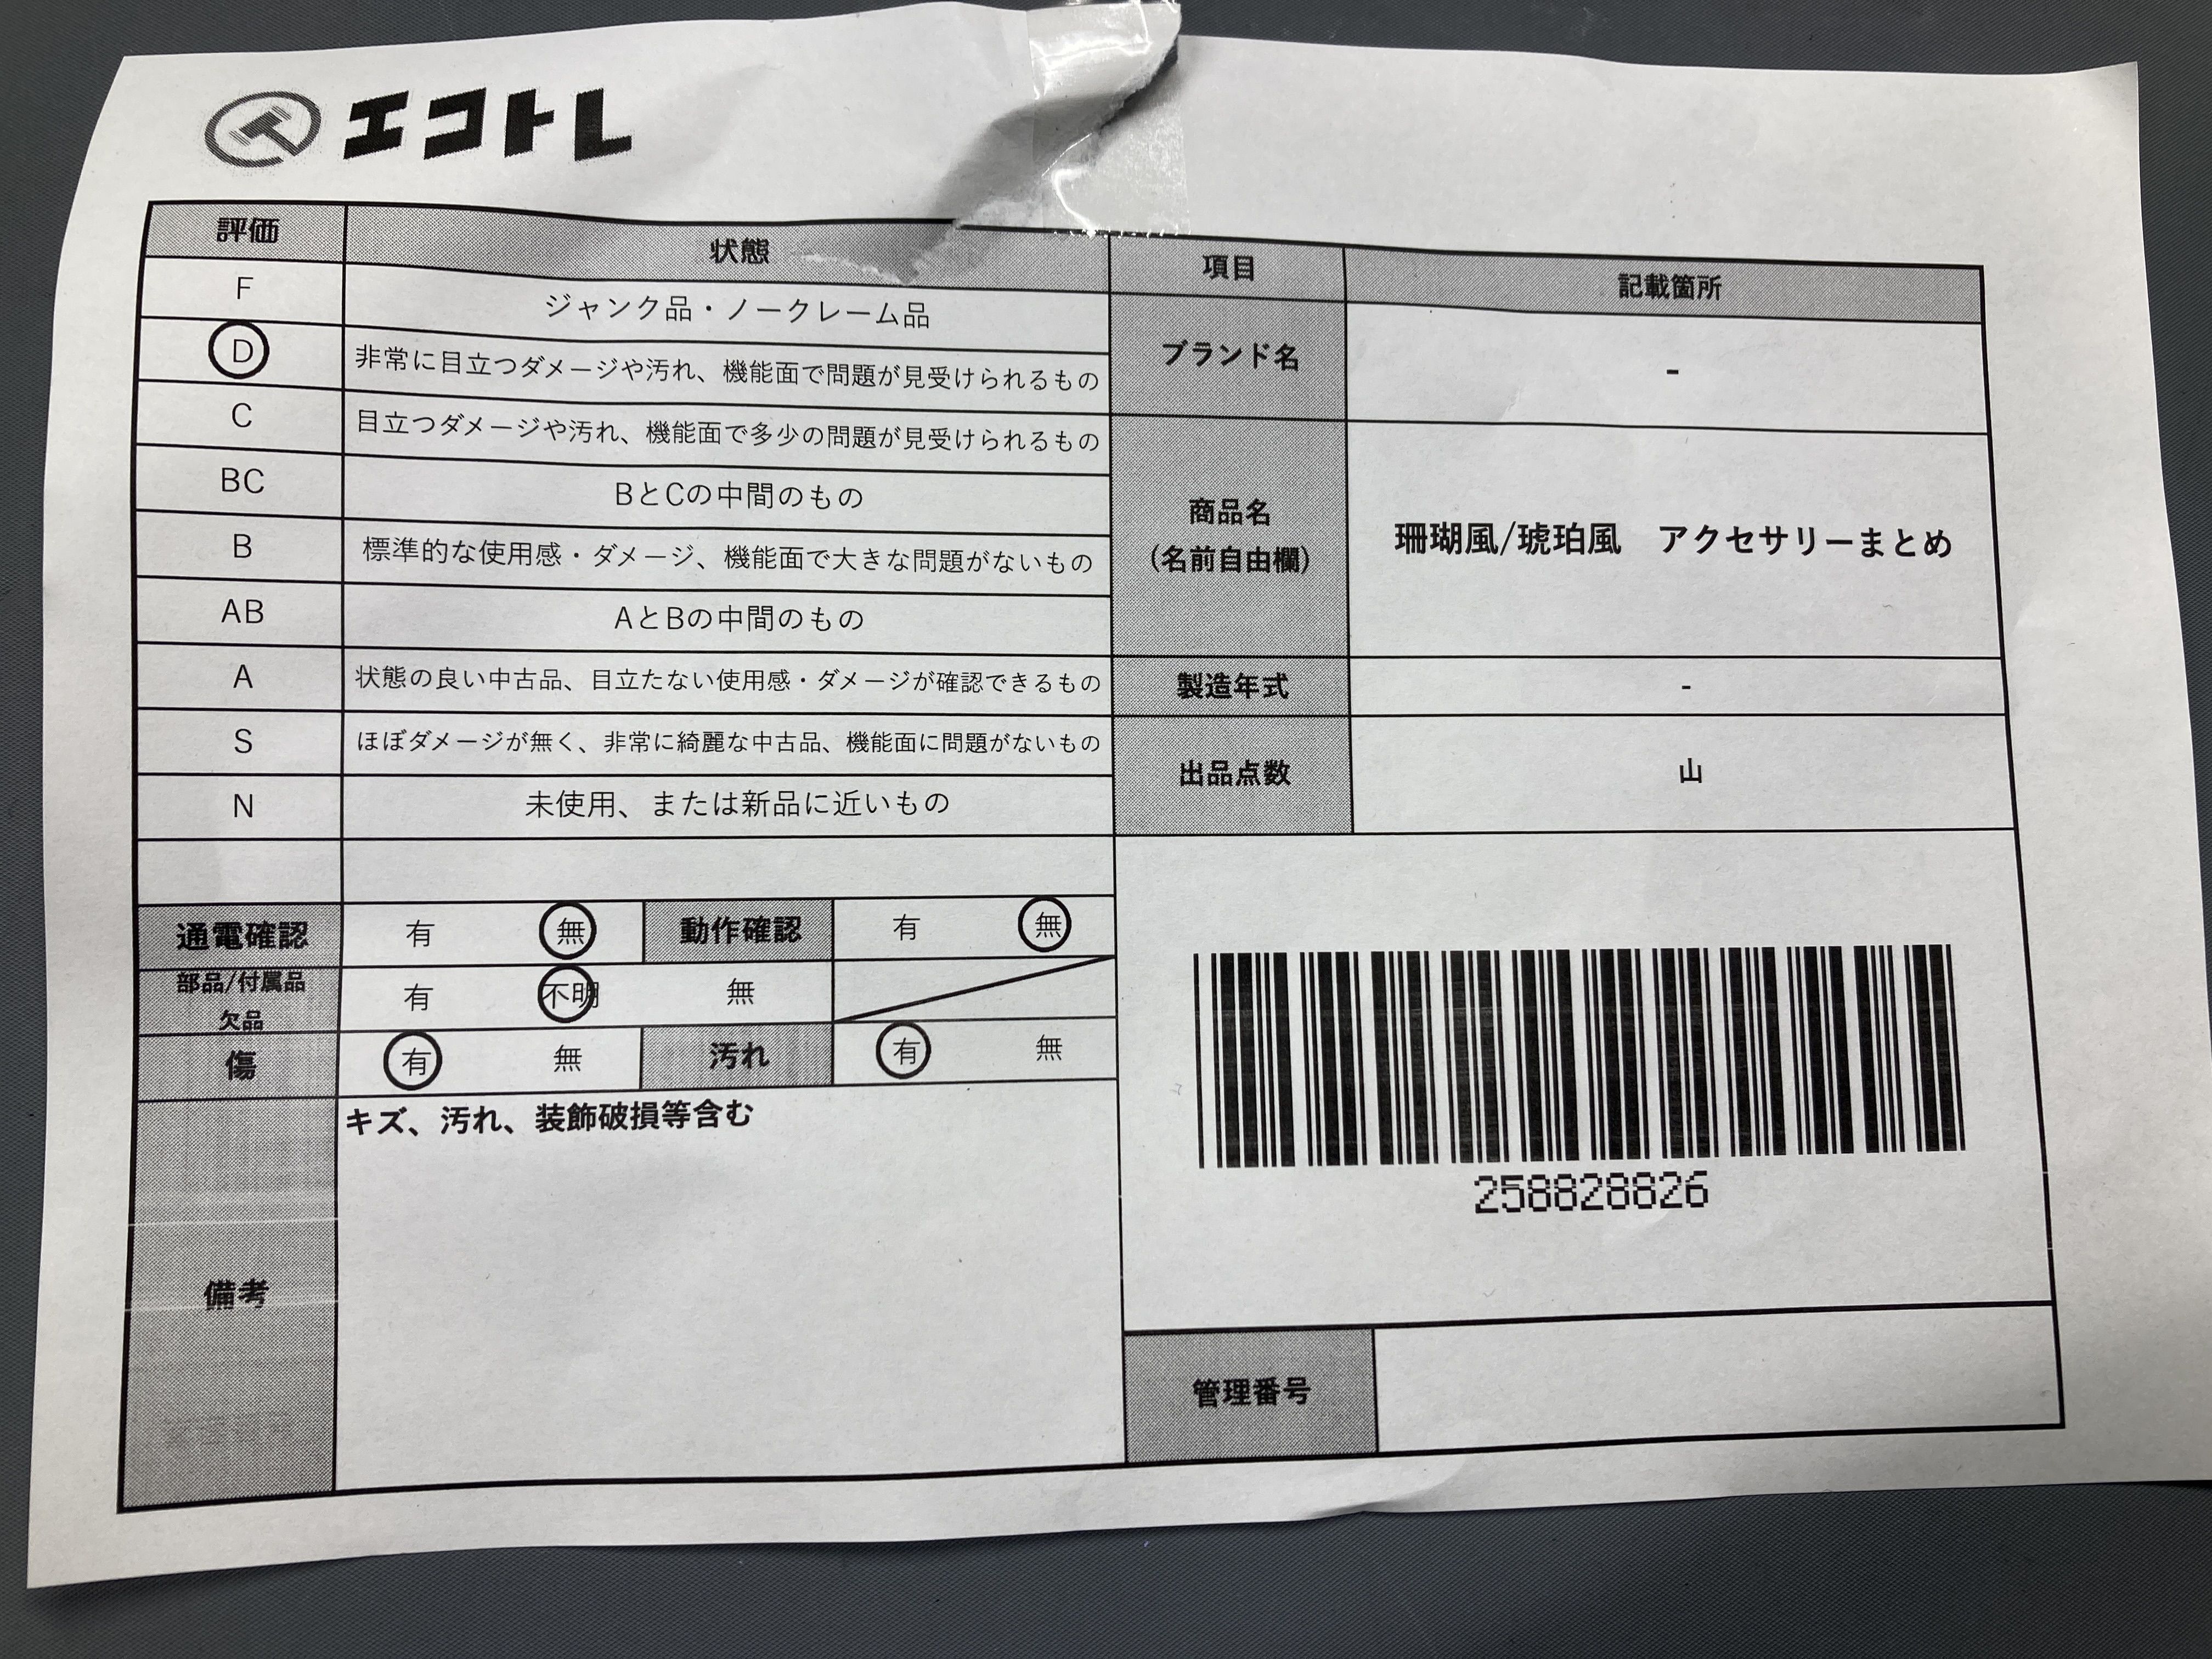 エコトレ
評価 状態
F ジャンク品・ノークレーム品
D 非常に目立つダメージや汚れ、機能面で問題が見受けられるもの
C 目立つダメージや汚れ、機能面で多少の問題が見受けられるもの
BC BとCの中間のもの
B 標準的な使用感・ダメージ、機能面で大きな問題がないもの
AB AとBの中間のもの
A 状態の良い中古品、目立たない使用感・ダメージが確認できるもの
S ほぼダメージが無く、非常に綺麗な中古品、機能面に問題がないもの
N 未使用、または新品に近いもの
通電確認 有 無 動作確認 有 無
部品/付属品
欠品 有 不明 無
傷 有 無 汚れ 有 無
備考 キズ、汚れ、装飾破損等含む
項目 記載箇所
ブランド名 -
商品名
(名前自由欄) 珊瑚風/琥珀風 アクセサリーまとめ
製造年式 -
出品点数 山
258828826
管理番号